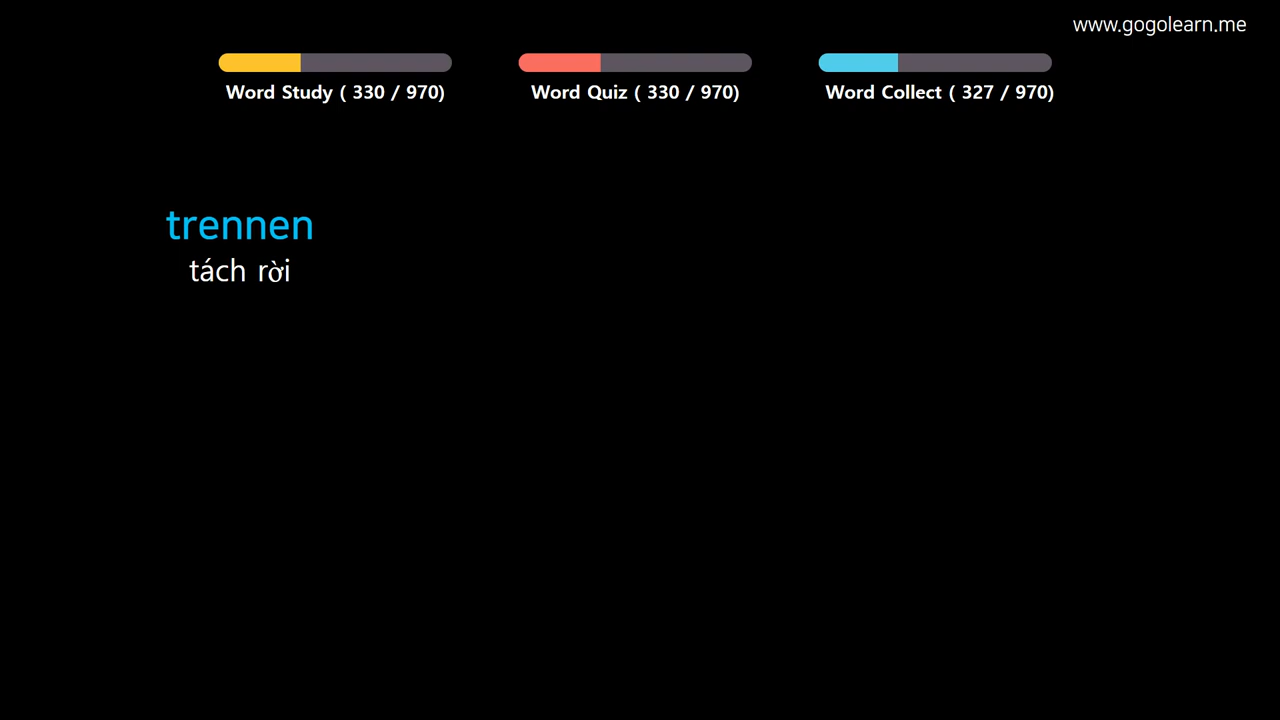 www.gogolearn.me
Word Study ( 330 / 970)
Word Quiz ( 330 / 970)
Word Collect ( 327 / 970)
trennen
tách rời